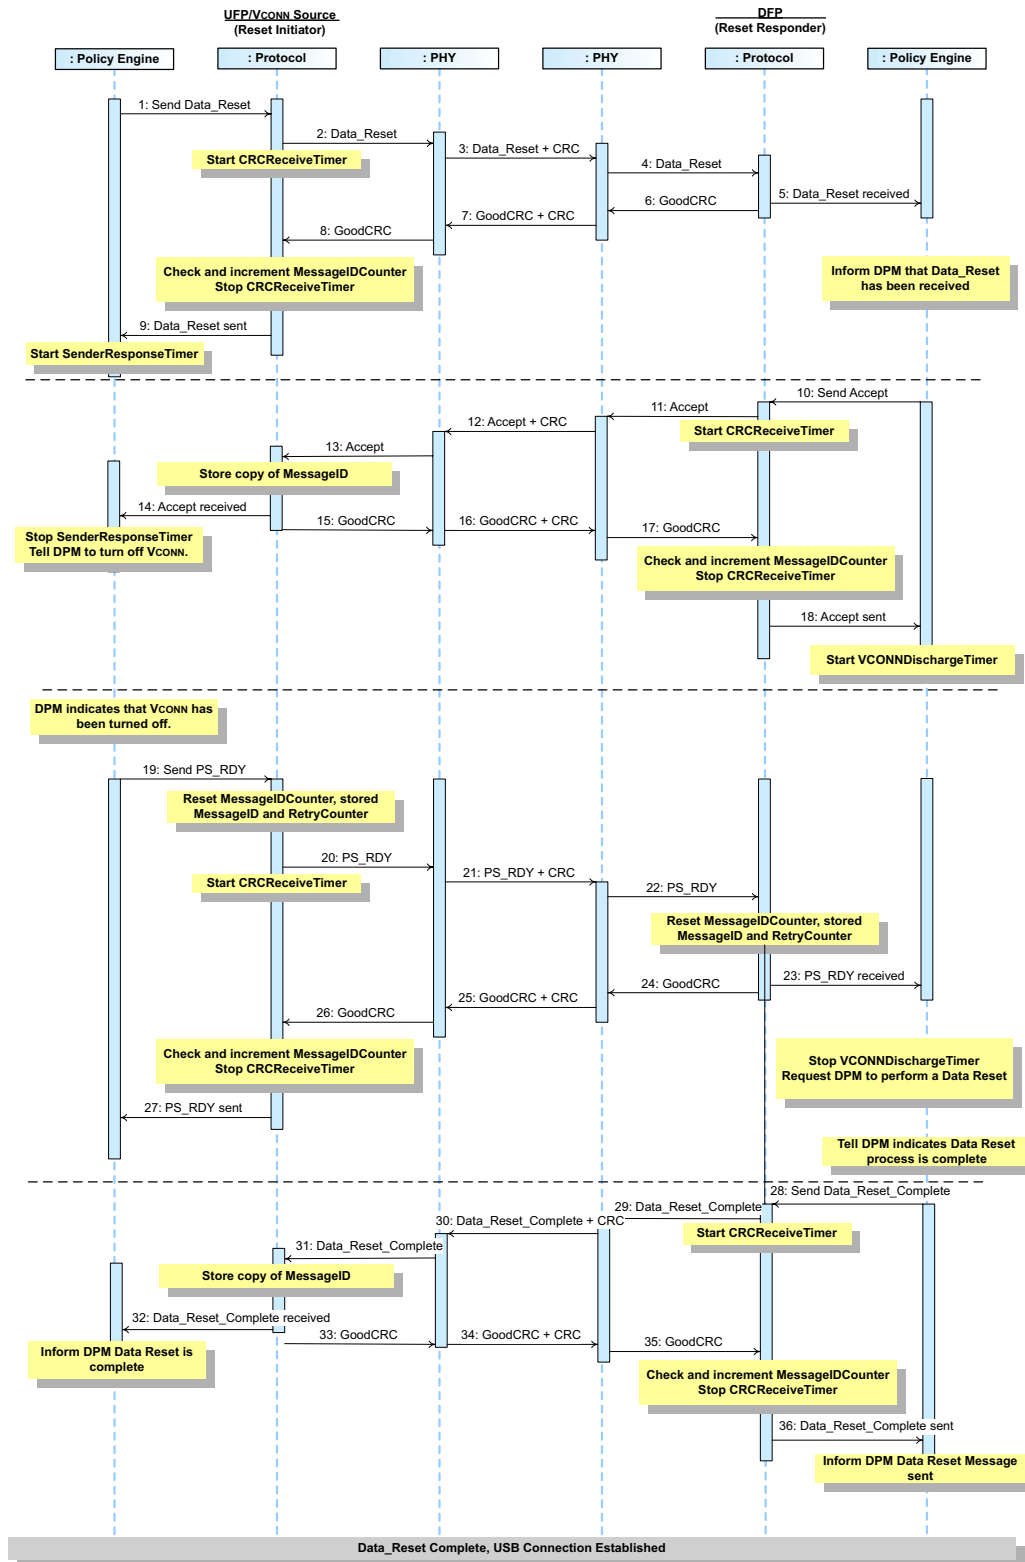 UFP/VCONN Source
(Reset Initiator)
DFP
(Reset Responder)
: Policy Engine
: Protocol
: PHY
: PHY
: Protocol
: Policy Engine
1: Send Data_Reset
2: Data_Reset
Start CRCReceiveTimer
3: Data_Reset + CRC
4: Data_Reset
5: Data_Reset received
6: GoodCRC
7: GoodCRC + CRC
8: GoodCRC
Check and increment MessageIDCounter
Stop CRCReceiveTimer
Inform DPM that Data_Reset
has been received
9: Data_Reset sent
Start SenderResponseTimer
10: Send Accept
11: Accept
Start CRCReceiveTimer
12: Accept + CRC
13: Accept
Store copy of MessageID
14: Accept received
15: GoodCRC
16: GoodCRC + CRC
17: GoodCRC
Stop SenderResponseTimer
Tell DPM to turn off VCONN.
Check and increment MessageIDCounter
Stop CRCReceiveTimer
18: Accept sent
Start VCONNDischargeTimer
DPM indicates that VCONN has
been turned off.
19: Send PS_RDY
Reset MessageIDCounter, stored
MessageID and RetryCounter
20: PS_RDY
Start CRCReceiveTimer
21: PS_RDY + CRC
22: PS_RDY
Reset MessageIDCounter, stored
MessageID and RetryCounter
23: PS_RDY received
24: GoodCRC
25: GoodCRC + CRC
26: GoodCRC
Check and increment MessageIDCounter
Stop CRCReceiveTimer
Stop VCONNDischargeTimer
Request DPM to perform a Data Reset
27: PS_RDY sent
Tell DPM indicates Data Reset
process is complete
28: Send Data_Reset_Complete
29: Data_Reset_Complete
Start CRCReceiveTimer
30: Data_Reset_Complete + CRC
31: Data_Reset_Complete
Store copy of MessageID
32: Data_Reset_Complete received
33: GoodCRC
34: GoodCRC + CRC
35: GoodCRC
Inform DPM Data Reset is
complete
Check and increment MessageIDCounter
Stop CRCReceiveTimer
36: Data_Reset_Complete sent
Inform DPM Data Reset Message
sent
Data_Reset Complete, USB Connection Established